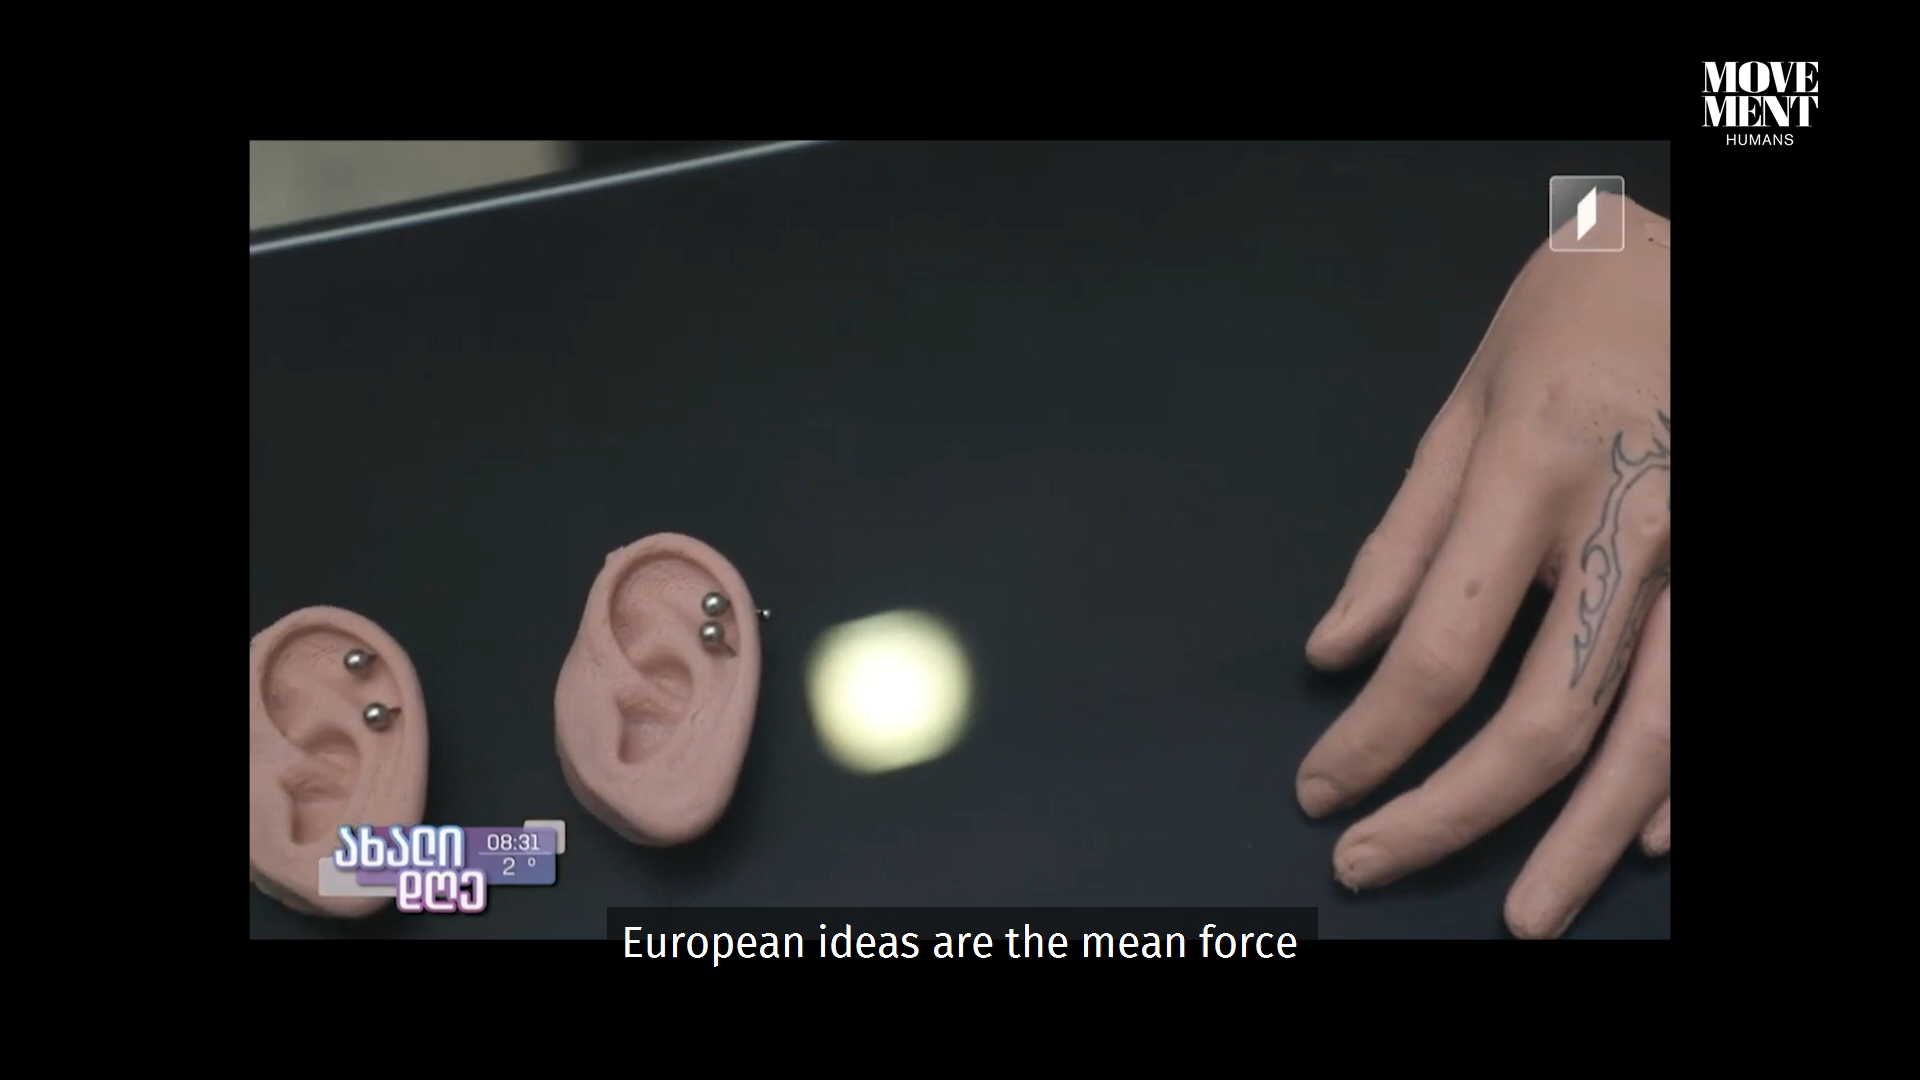 MOVE
MENT
HUMANS
ახალი
დღე
08:31
2 °
European ideas are the mean force